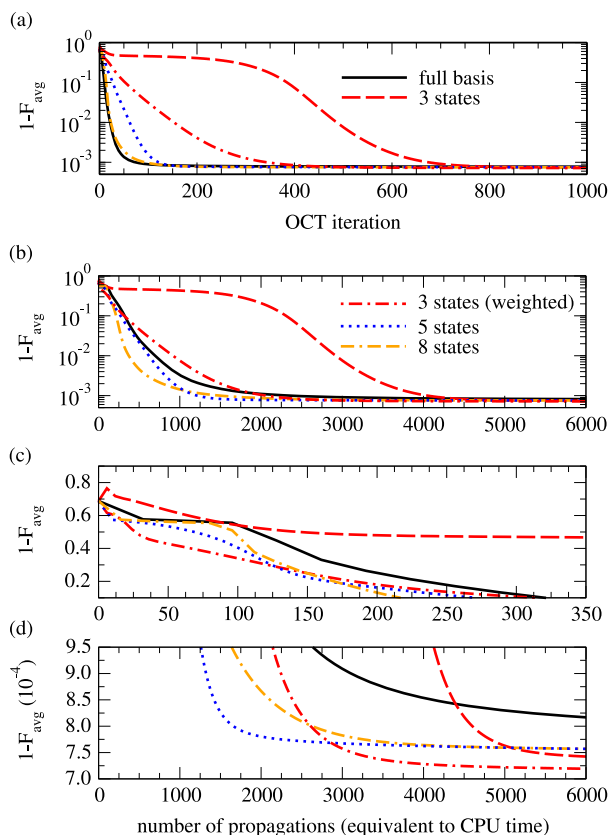 (a)
10^0
10^-1
10^-2
10^-3
1-F_avg
full basis
3 states
0 200 400 600 800 1000
OCT iteration
(b)
10^0
10^-1
10^-2
10^-3
1-F_avg
3 states (weighted)
5 states
8 states
0 1000 2000 3000 4000 5000 6000
(c)
0.8
0.6
0.4
0.2
1-F_avg
0 50 100 150 200 250 300 350
(d)
9.5
9.0
8.5
8.0
7.5
7.0
1-F_avg (10^-4)
0 1000 2000 3000 4000 5000 6000
number of propagations (equivalent to CPU time)